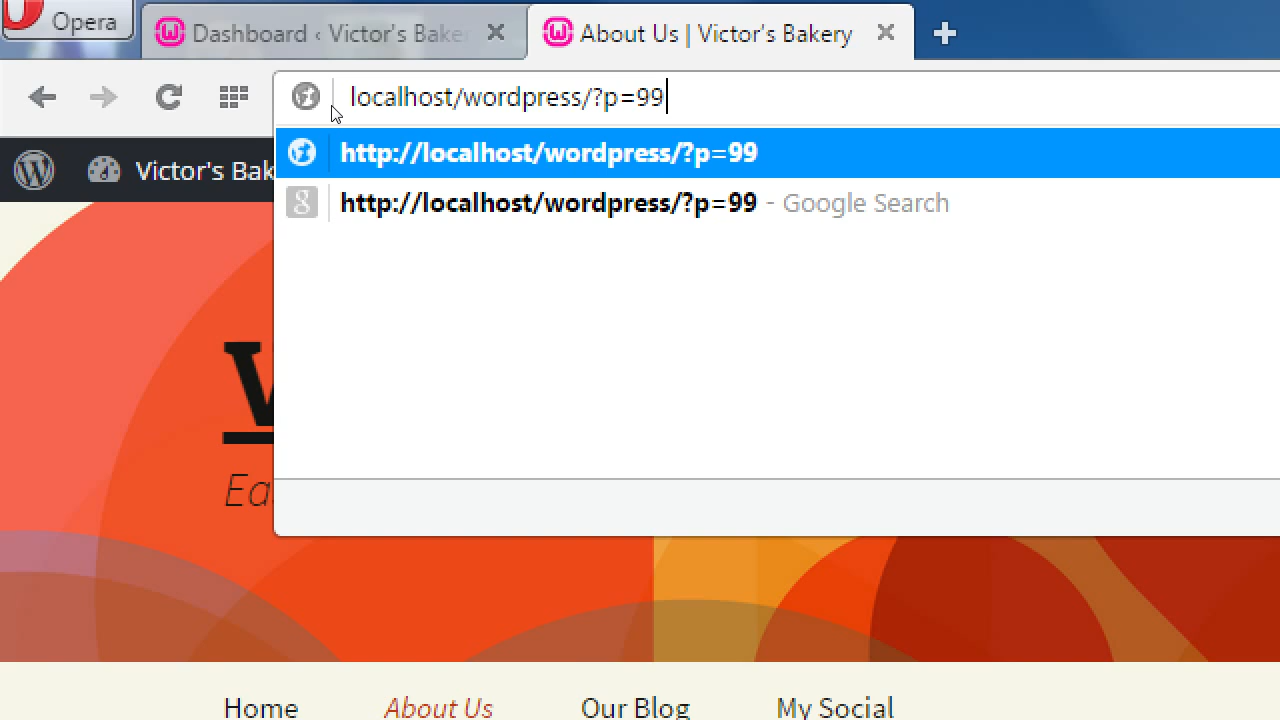 Opera
Dashboard ‹ Victor's Baker
About Us | Victor's Bakery
localhost/wordpress/?p=99
http://localhost/wordpress/?p=99
http://localhost/wordpress/?p=99 - Google Search
Victor's Bak
V
Ea
Home About Us Our Blog My Social